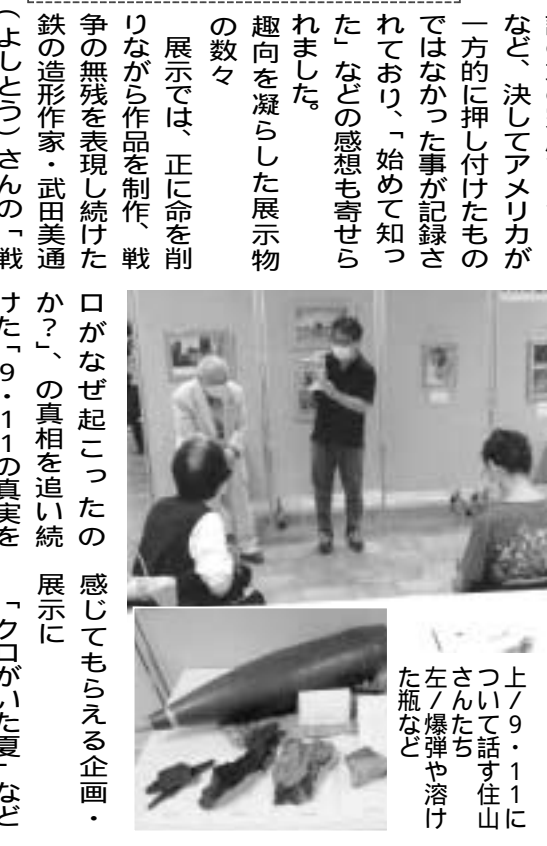 など、決してアメリカが
一方的に押し付けたもの
ではなかった事が記録さ
れており、「始めて知っ
た」などの感想も寄せら
れました。
趣向を凝らした展示物
の数々
展示では、正に命を削
りながら作品を制作、戦
争の無残を表現し続けた
鉄の造形作家・武田美通
（よしとう）さんの「戦
ロがなぜ起こったの
か？」、の真相を追い続
けた「9・11の真実を
感じてもらえる企画・
展示に
「クロがいた夏」など
上/9・11に
ついて話す住山
さんたち
左/爆弾や溶け
た瓶など